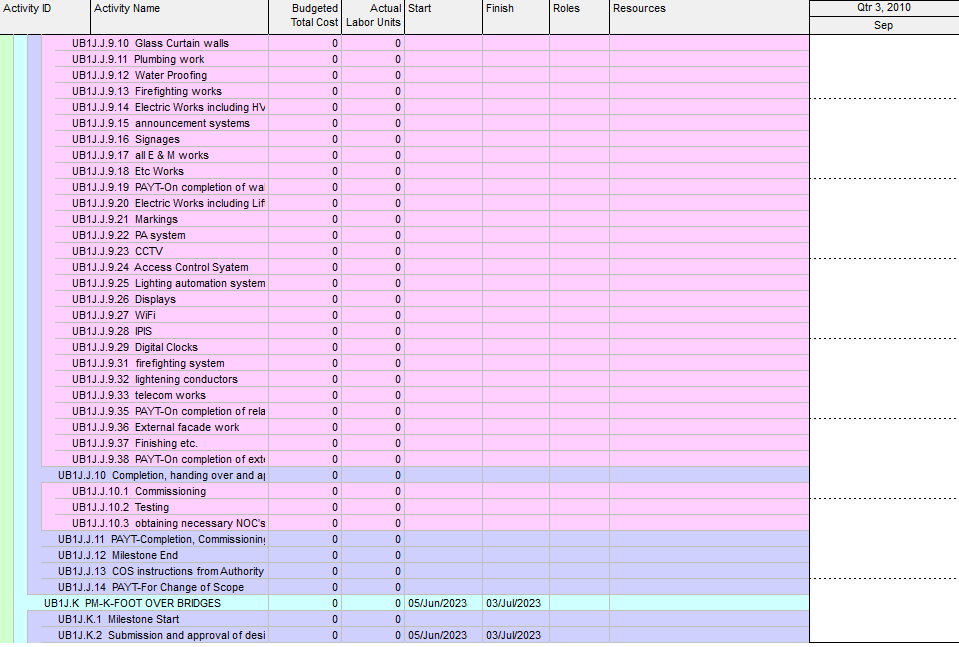 Activity ID Activity Name Budgeted Total Cost Actual Labor Units Start Finish Roles Resources Qtr 3, 2010
Sep
UB1J.J.9.10 Glass Curtain walls 0 0
UB1J.J.9.11 Plumbing work 0 0
UB1J.J.9.12 Water Proofing 0 0
UB1J.J.9.13 Firefighting works 0 0
UB1J.J.9.14 Electric Works including HV 0 0
UB1J.J.9.15 announcement systems 0 0
UB1J.J.9.16 Signages 0 0
UB1J.J.9.17 all E & M works 0 0
UB1J.J.9.18 Etc Works 0 0
UB1J.J.9.19 PAYT-On completion of wa 0 0
UB1J.J.9.20 Electric Works including Lif 0 0
UB1J.J.9.21 Markings 0 0
UB1J.J.9.22 PA system 0 0
UB1J.J.9.23 CCTV 0 0
UB1J.J.9.24 Access Control Syatem 0 0
UB1J.J.9.25 Lighting automation system 0 0
UB1J.J.9.26 Displays 0 0
UB1J.J.9.27 WiFi 0 0
UB1J.J.9.28 IPIS 0 0
UB1J.J.9.29 Digital Clocks 0 0
UB1J.J.9.31 firefighting system 0 0
UB1J.J.9.32 lightening conductors 0 0
UB1J.J.9.33 telecom works 0 0
UB1J.J.9.35 PAYT-On completion of rela 0 0
UB1J.J.9.36 External facade work 0 0
UB1J.J.9.37 Finishing etc. 0 0
UB1J.J.9.38 PAYT-On completion of exte 0 0
UB1J.J.10 Completion, handing over and ap 0 0
UB1J.J.10.1 Commissioning 0 0
UB1J.J.10.2 Testing 0 0
UB1J.J.10.3 obtaining necessary NOC's 0 0
UB1J.J.11 PAYT-Completion, Commissioning 0 0
UB1J.J.12 Milestone End 0 0
UB1J.J.13 COS instructions from Authority 0 0
UB1J.J.14 PAYT-For Change of Scope 0 0
UB1J.K PM-K-FOOT OVER BRIDGES 0 0 05/Jun/2023 03/Jul/2023
UB1J.K.1 Milestone Start 0 0
UB1J.K.2 Submission and approval of desi 0 0 05/Jun/2023 03/Jul/2023